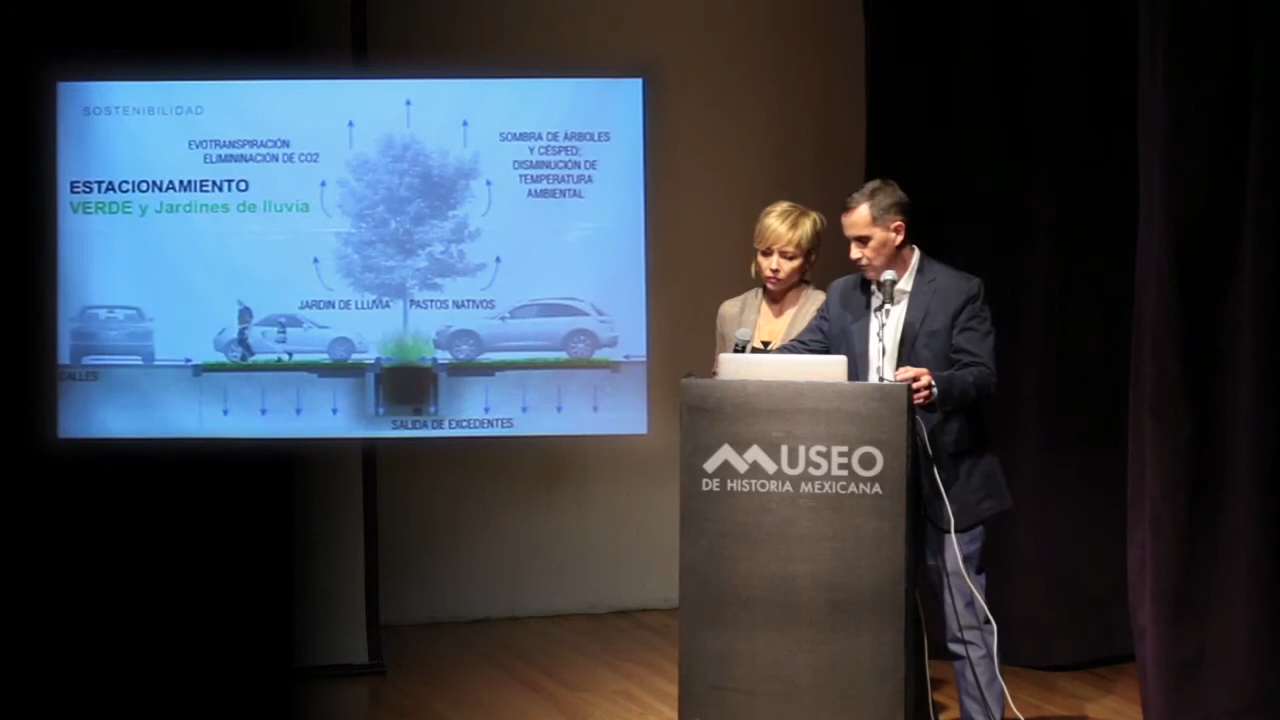 SOSTENIBILIDAD
EVOTRANSPIRACIÓN
ELIMININACIÓN DE CO2
SOMBRA DE ÁRBOLES
Y CÉSPED;
DISMINUCIÓN DE
TEMPERATURA
AMBIENTAL
ESTACIONAMIENTO
VERDE y Jardines de lluvia
JARDIN DE LLUVIA
PASTOS NATIVOS
CALLES
SALIDA DE EXCEDENTES
MUSEO
DE HISTORIA MEXICANA